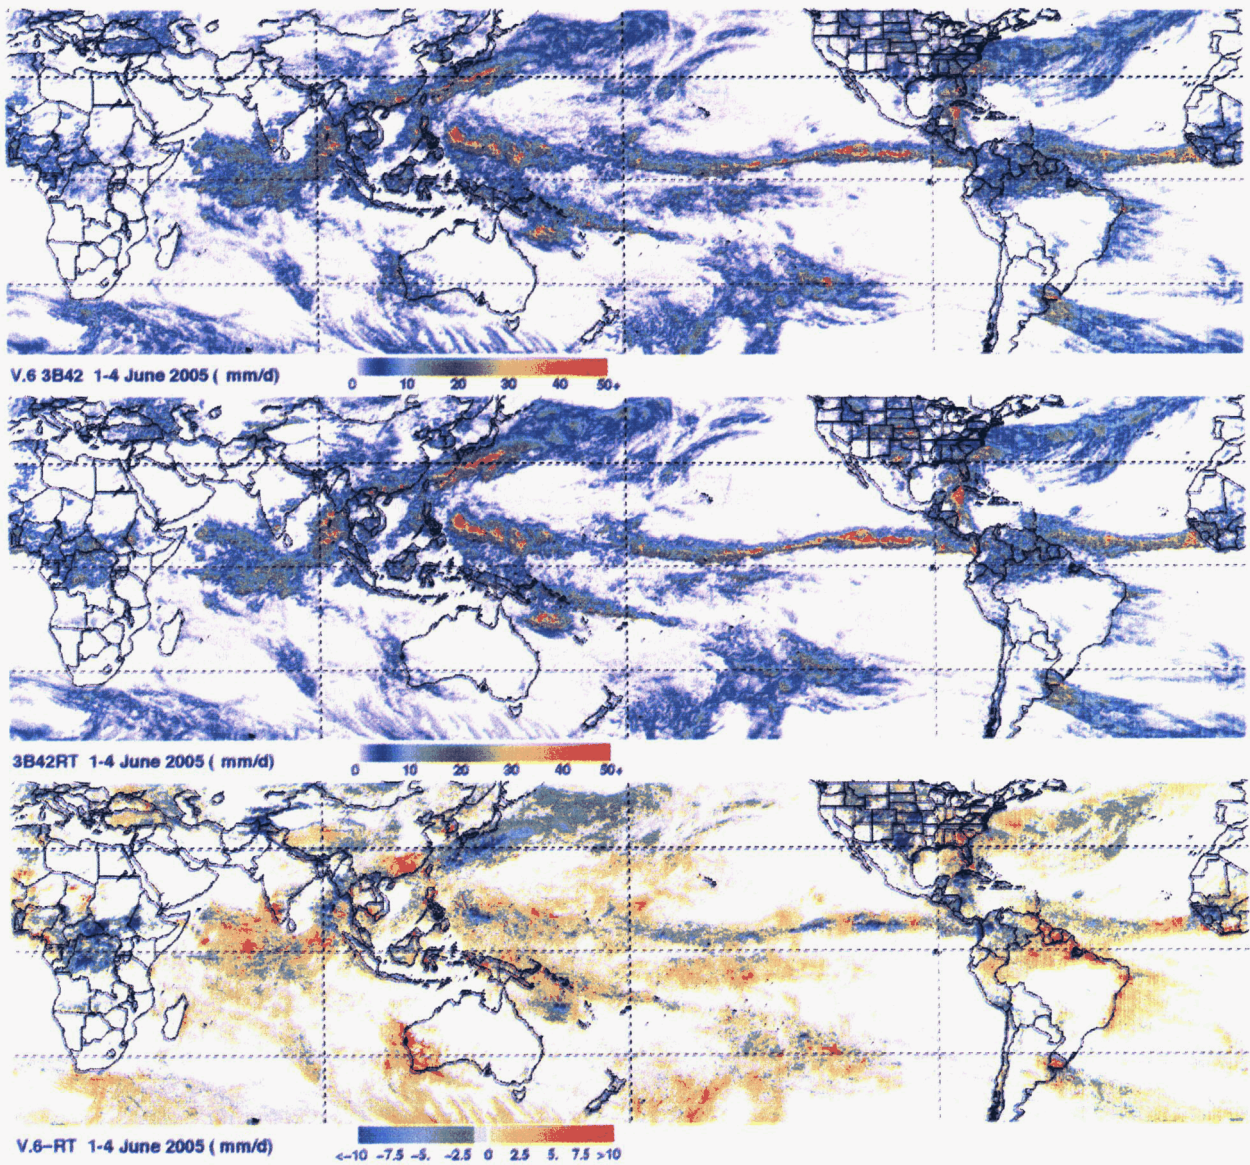 V.6 3B42 1-4 June 2005 ( mm/d)
0 10 20 30 40 50+
3B42RT 1-4 June 2005 ( mm/d)
0 10 20 30 40 50+
V.6-RT 1-4 June 2005 ( mm/d)
<-10 -7.5 -5. -2.5 0 2.5 5. 7.5 >10